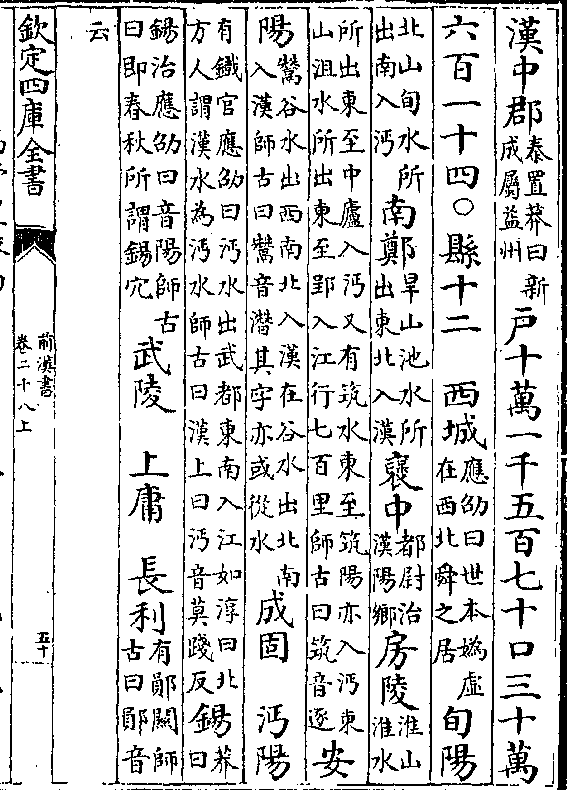 漢中郡秦置莽曰新成屬益州戶十萬一千五百七十口三十萬
六百一十四○縣十二 西城應劭曰世本媯虛在西北舜之居旬陽
北山旬水所出南入沔南鄭旱山池水所出東北入漢襃中都尉治漢陽鄉房陵淮山淮水
所出東至中廬入沔又有筑水東至筑陽亦入沔東山沮水所出東至郢入江行七百里師古曰筑音逐安
陽鶑谷水出西南北入漢在谷水出北南入漢師古曰鶑音潛其字亦或從水成固 沔陽
有鐵官應劭曰沔水出武都東南入江如淳曰北方人謂漢水為沔水師古曰漢上曰沔音莫踐反鍚莽曰
鍚治應劭曰音陽師古曰即春秋所謂鍚穴武陵 上庸 長利有鄖關師古曰鄖音
云
欽定四庫全書
前漢書
卷二十八上
五十